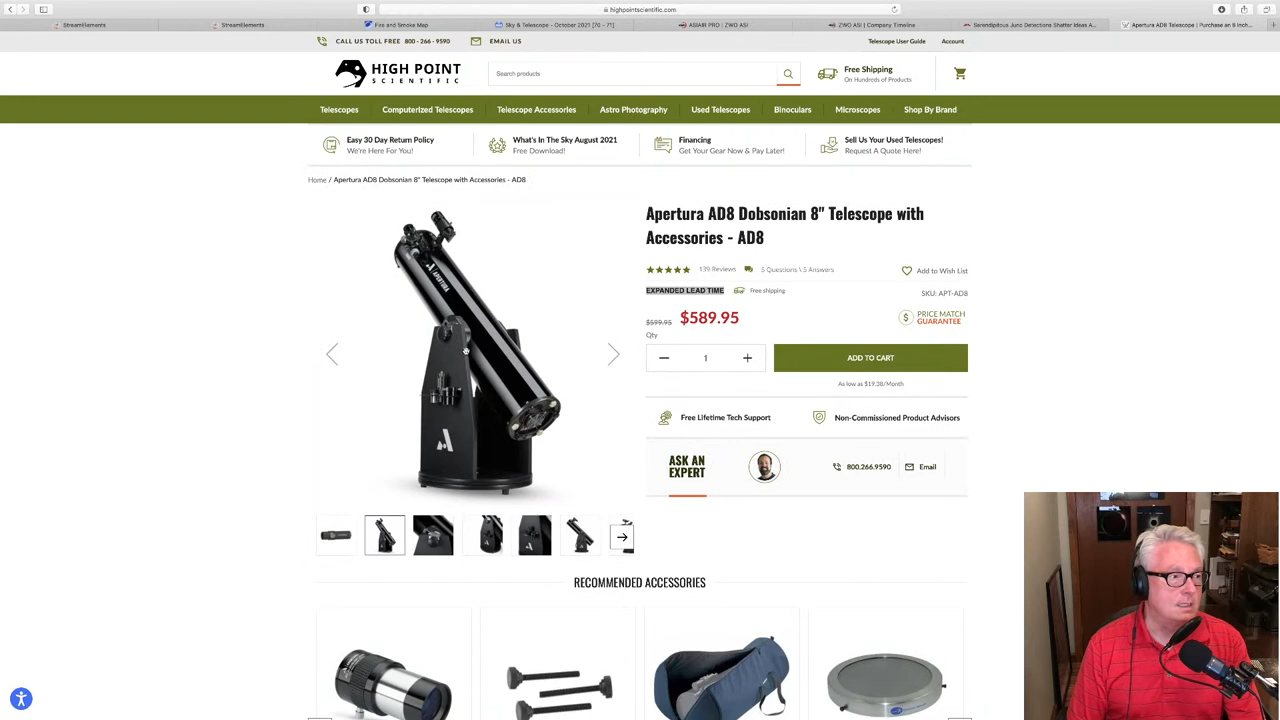 highpointscientific.com
StreamElements
StreamElements
Fire and Smoke Map
Sky & Telescope - October 2021 [70 - 71]
ASIAIR PRO | ZWO ASI
ZWO ASI | Company Timeline
Serendipitous Juno Detections Shatter Ideas A...
Apertura AD8 Telescope | Purchase an 8 Inch...
CALL US TOLL FREE 800 - 266 - 9590
EMAIL US
Telescope User Guide
Account
HIGH POINT
SCIENTIFIC
Search products
Free Shipping
On Hundreds of Products
Telescopes
Computerized Telescopes
Telescope Accessories
Astro Photography
Used Telescopes
Binoculars
Microscopes
Shop By Brand
Easy 30 Day Return Policy
We're Here For You!
What's In The Sky August 2021
Free Download!
Financing
Get Your Gear Now & Pay Later!
Sell Us Your Used Telescopes!
Request A Quote Here!
Home / Apertura AD8 Dobsonian 8" Telescope with Accessories - AD8
APERTURA
Apertura AD8 Dobsonian 8" Telescope with
Accessories - AD8
139 Reviews
5 Questions \ 5 Answers
Add to Wish List
EXPANDED LEAD TIME
Free shipping
SKU: APT-AD8
$599.95
$589.95
PRICE MATCH
GUARANTEE
Qty
1
ADD TO CART
As low as $19.38/Month
Free Lifetime Tech Support
Non-Commissioned Product Advisors
ASK AN
EXPERT
800.266.9590
Email
RECOMMENDED ACCESSORIES